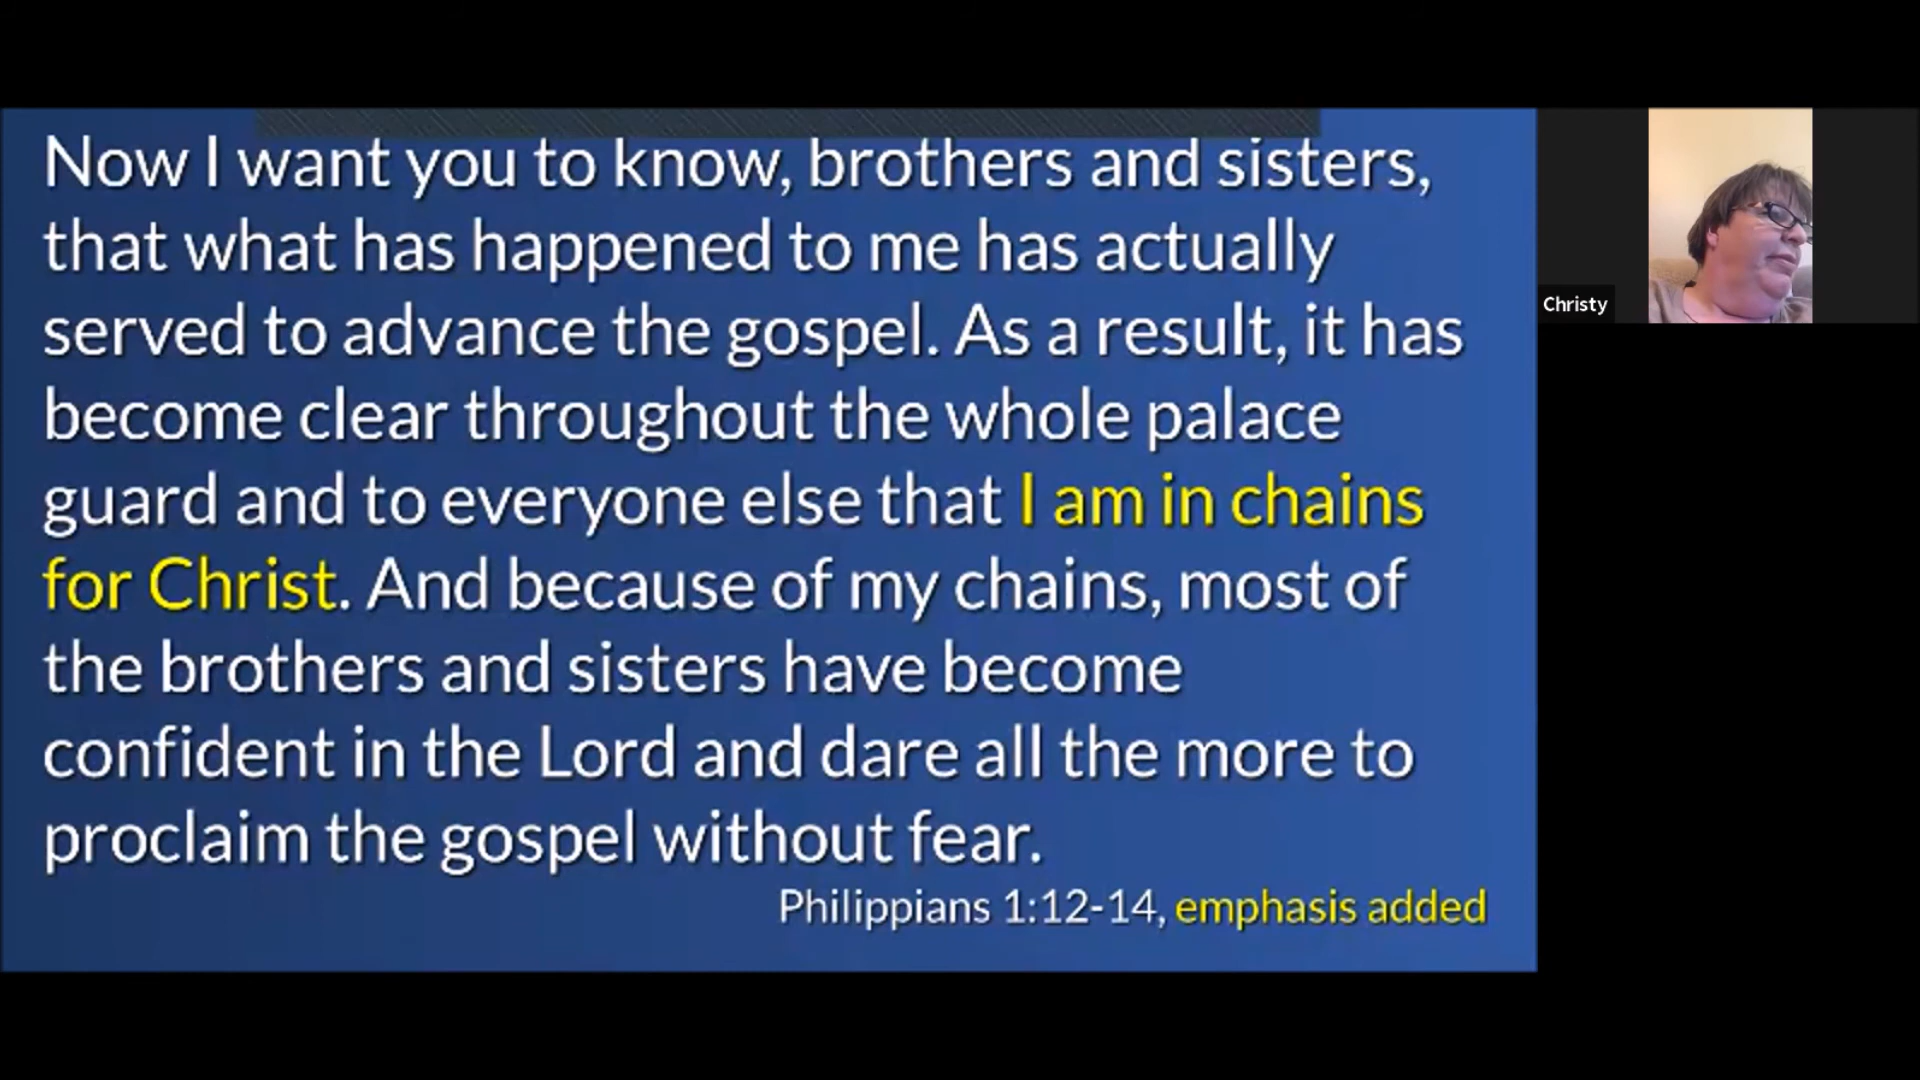 Now I want you to know, brothers and sisters,
that what has happened to me has actually
served to advance the gospel. As a result, it has
become clear throughout the whole palace
guard and to everyone else that I am in chains
for Christ. And because of my chains, most of
the brothers and sisters have become
confident in the Lord and dare all the more to
proclaim the gospel without fear.
Philippians 1:12-14, emphasis added
Christy